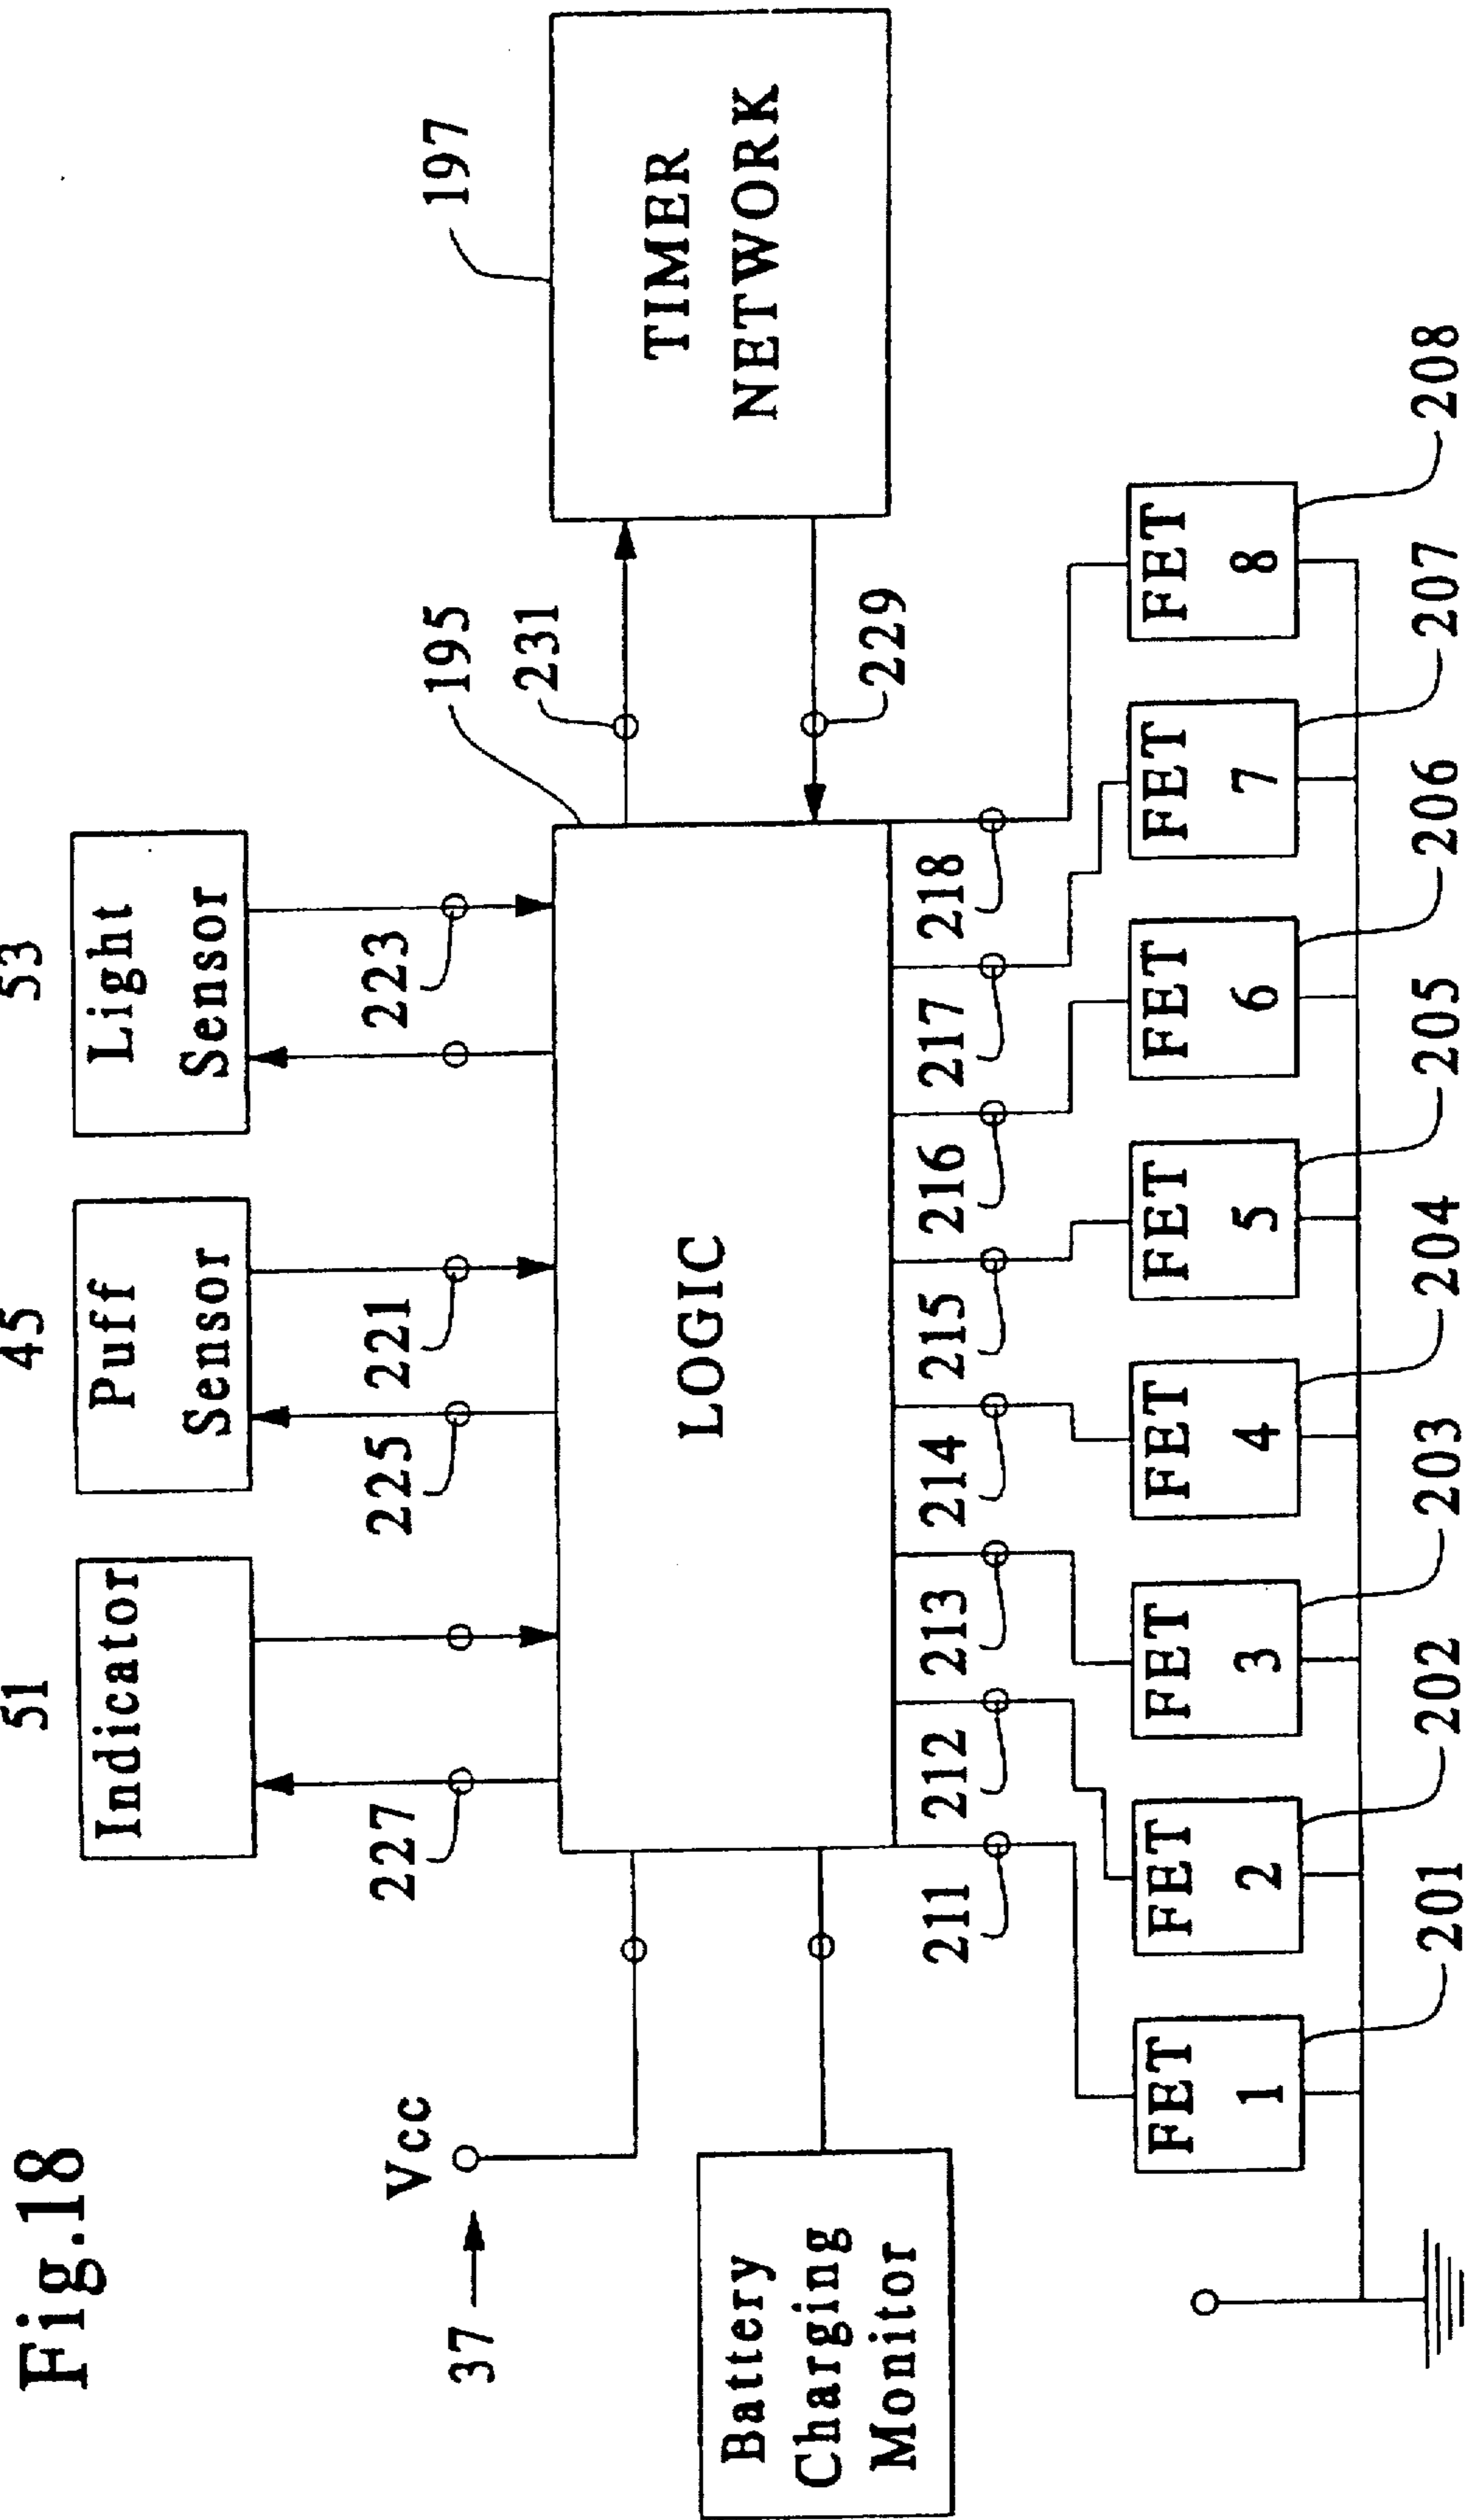 Fig.18
51
45
53
Indicator
Puff
Sensor
Light
Sensor
227
225
221
223
195
197
Vcc
37
231
LOGIC
TIMER
NETWORK
229
Battery
Charging
Monitor
211
212
213
214
215
216
217
218
FET
1
FET
2
FET
3
FET
4
FET
5
FET
6
FET
7
FET
8
201
202
203
204
205
206
207
208